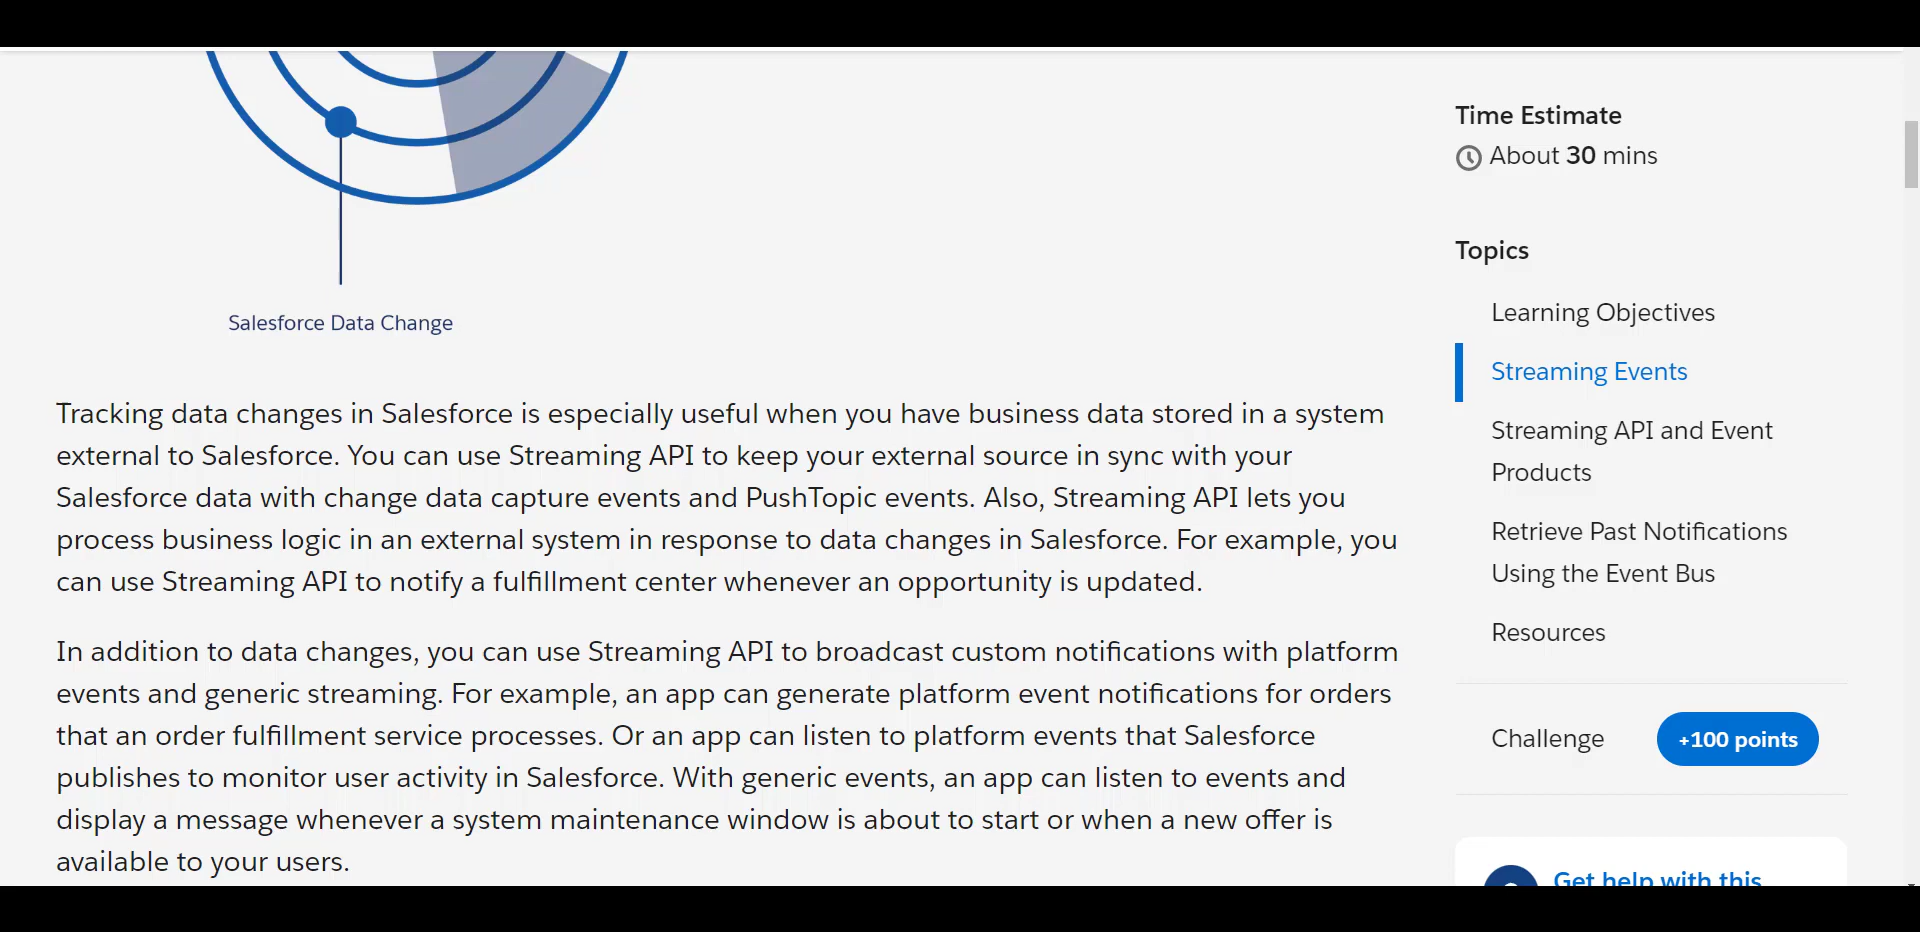 Salesforce Data Change
Tracking data changes in Salesforce is especially useful when you have business data stored in a system
external to Salesforce. You can use Streaming API to keep your external source in sync with your
Salesforce data with change data capture events and PushTopic events. Also, Streaming API lets you
process business logic in an external system in response to data changes in Salesforce. For example, you
can use Streaming API to notify a fulfillment center whenever an opportunity is updated.
In addition to data changes, you can use Streaming API to broadcast custom notifications with platform
events and generic streaming. For example, an app can generate platform event notifications for orders
that an order fulfillment service processes. Or an app can listen to platform events that Salesforce
publishes to monitor user activity in Salesforce. With generic events, an app can listen to events and
display a message whenever a system maintenance window is about to start or when a new offer is
available to your users.
Time Estimate
About 30 mins
Topics
Learning Objectives
Streaming Events
Streaming API and Event
Products
Retrieve Past Notifications
Using the Event Bus
Resources
Challenge
+100 points
Get help with this